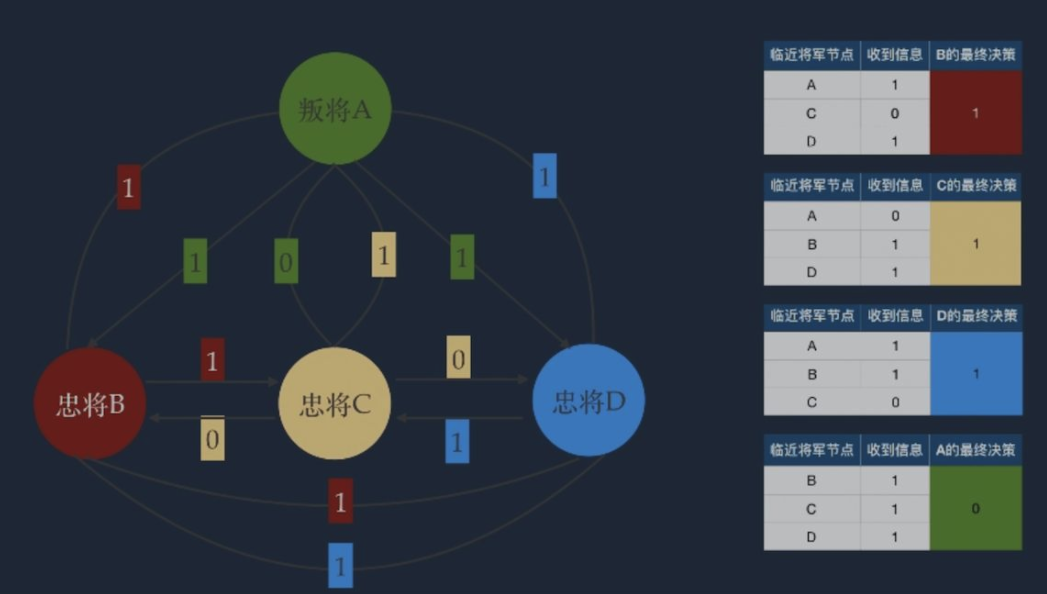 叛将A
1
1
1
0
1
1
忠将B
忠将C
忠将D
1
0
0
1
1
1
临近将军节点 收到信息 B的最终决策
A 1
C 0 1
D 1
临近将军节点 收到信息 C的最终决策
A 0
B 1 1
D 1
临近将军节点 收到信息 D的最终决策
A 1
B 1 1
C 0
临近将军节点 收到信息 A的最终决策
B 1
C 1 0
D 1